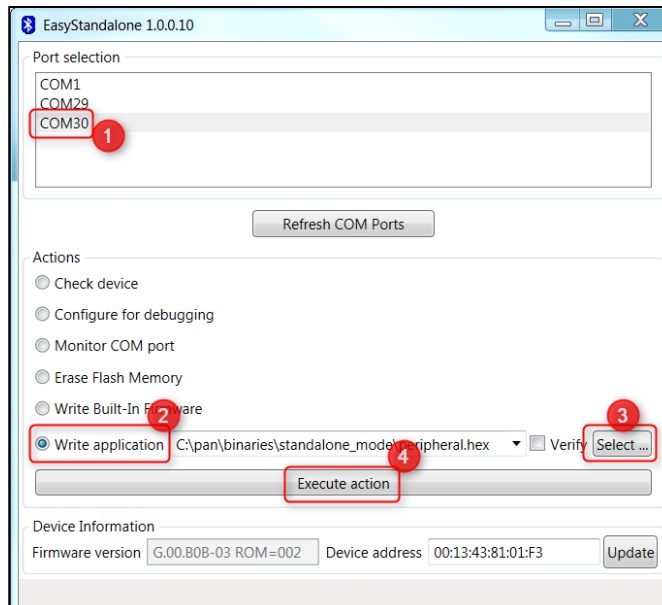 EasyStandalone 1.0.0.10
Port selection
COM1
COM29
COM30
1
Refresh COM Ports
Actions
Check device
Configure for debugging
Monitor COM port
Erase Flash Memory
Write Built-In Firmware
2
3
Write application C:\pan\binaries\standalone_mode\peripheral.hex Verify Select ...
4
Execute action
Device Information
Firmware version G.00.B0B-03 ROM=002 Device address 00:13:43:81:01:F3 Update